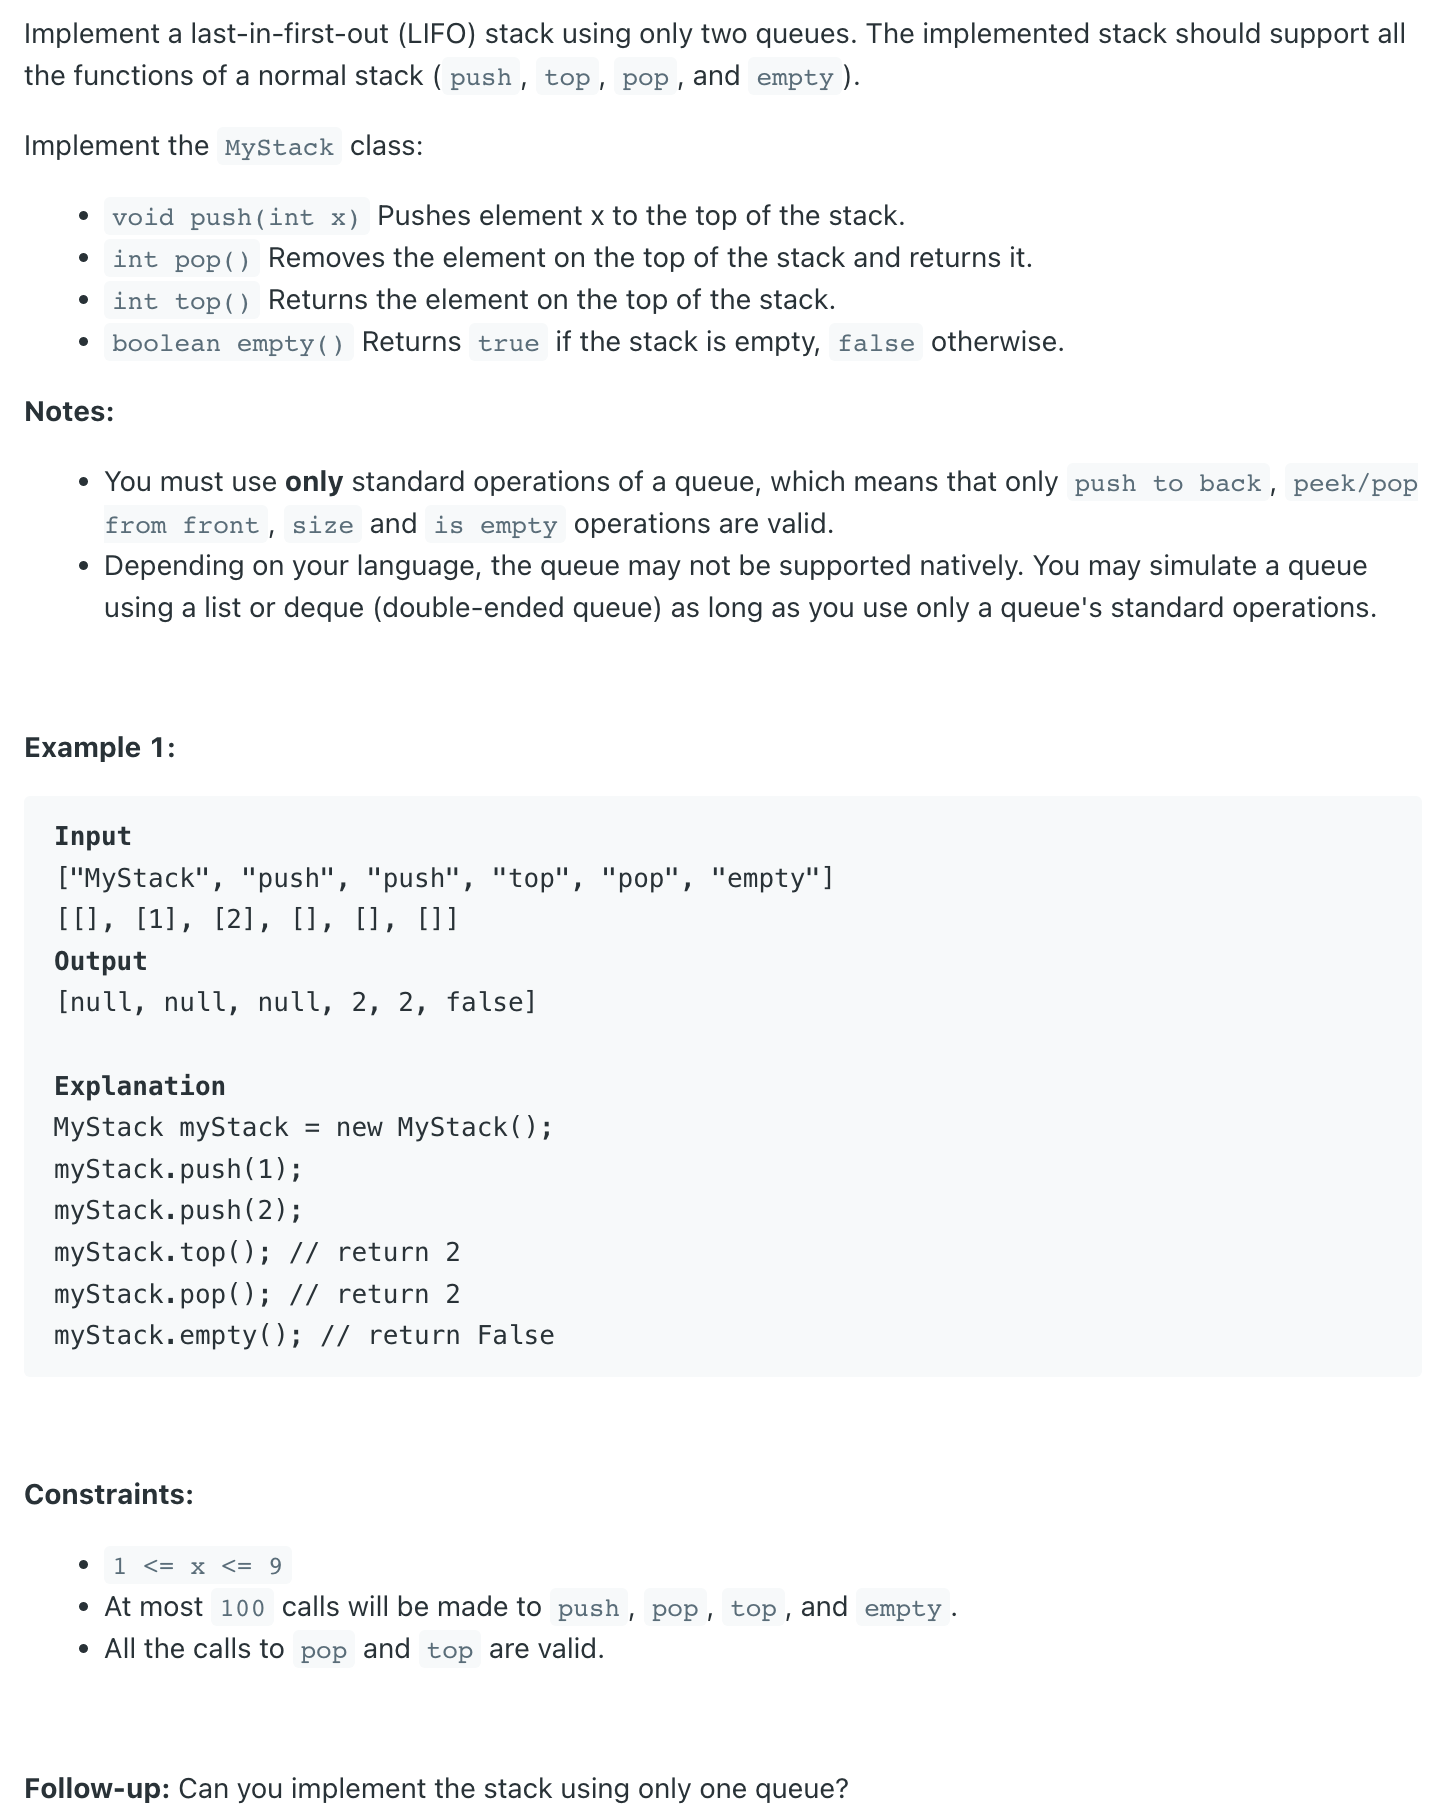 Implement a last-in-first-out (LIFO) stack using only two queues. The implemented stack should support all
the functions of a normal stack (push, top, pop, and empty).
Implement the MyStack class:
• void push(int x) Pushes element x to the top of the stack.
• int pop() Removes the element on the top of the stack and returns it.
• int top() Returns the element on the top of the stack.
• boolean empty() Returns true if the stack is empty, false otherwise.
Notes:
• You must use only standard operations of a queue, which means that only push to back, peek/pop
from front, size and is empty operations are valid.
• Depending on your language, the queue may not be supported natively. You may simulate a queue
using a list or deque (double-ended queue) as long as you use only a queue's standard operations.
Example 1:
Input
["MyStack", "push", "push", "top", "pop", "empty"]
[[], [1], [2], [], [], []]
Output
[null, null, null, 2, 2, false]
Explanation
MyStack myStack = new MyStack();
myStack.push(1);
myStack.push(2);
myStack.top(); // return 2
myStack.pop(); // return 2
myStack.empty(); // return False
Constraints:
• 1 <= x <= 9
• At most 100 calls will be made to push, pop, top, and empty.
• All the calls to pop and top are valid.
Follow-up: Can you implement the stack using only one queue?